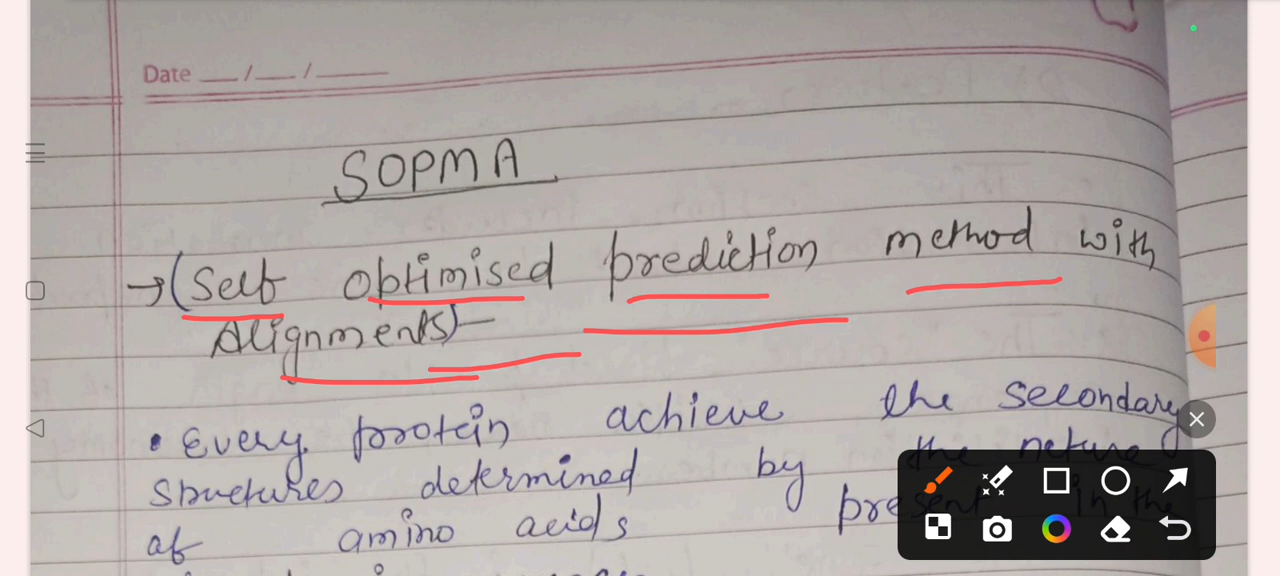 Date __/__/____
SOPMA
→(Self optimised prediction method with
Alignments)—
• Every protein achieve the secondary
structures determined by the nature
of amino acids present in the